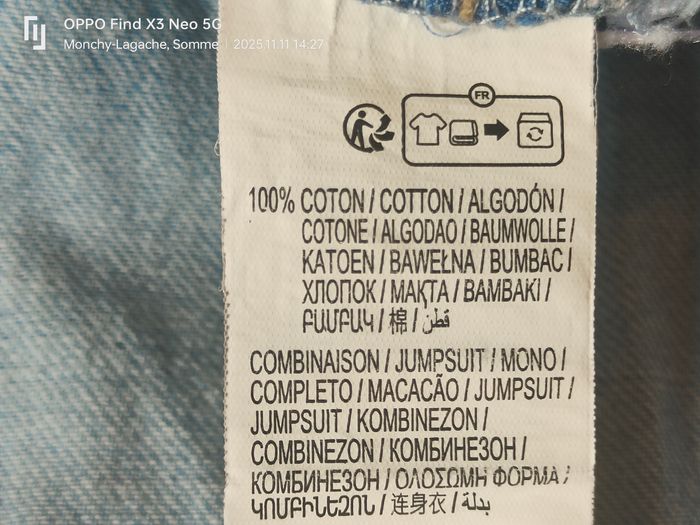 OPPO Find X3 Neo 5G
Monchy-Lagache, Somme | 2025.11.11 14:27
FR
100% COTON / COTTON / ALGODÓN /
COTONE / ALGODAO / BAUMWOLLE /
KATOEN / BAWEŁNA / BUMBAC /
ХЛОПОК / МАҚТА / BAMBAKI /
ԲԱՄԲԱԿ / 棉 / قطن
COMBINAISON / JUMPSUIT / MONO /
COMPLETO / MACACÃO / JUMPSUIT /
JUMPSUIT / KOMBINEZON /
COMBINEZON / КОМБИНЕЗОН /
КОМБИНЕЗОН / ΟΛΟΣΩΜΗ ΦΟΡΜΑ /
ԿՈՄԲԻՆԵԶՈՆ / 连身衣 / بدلة